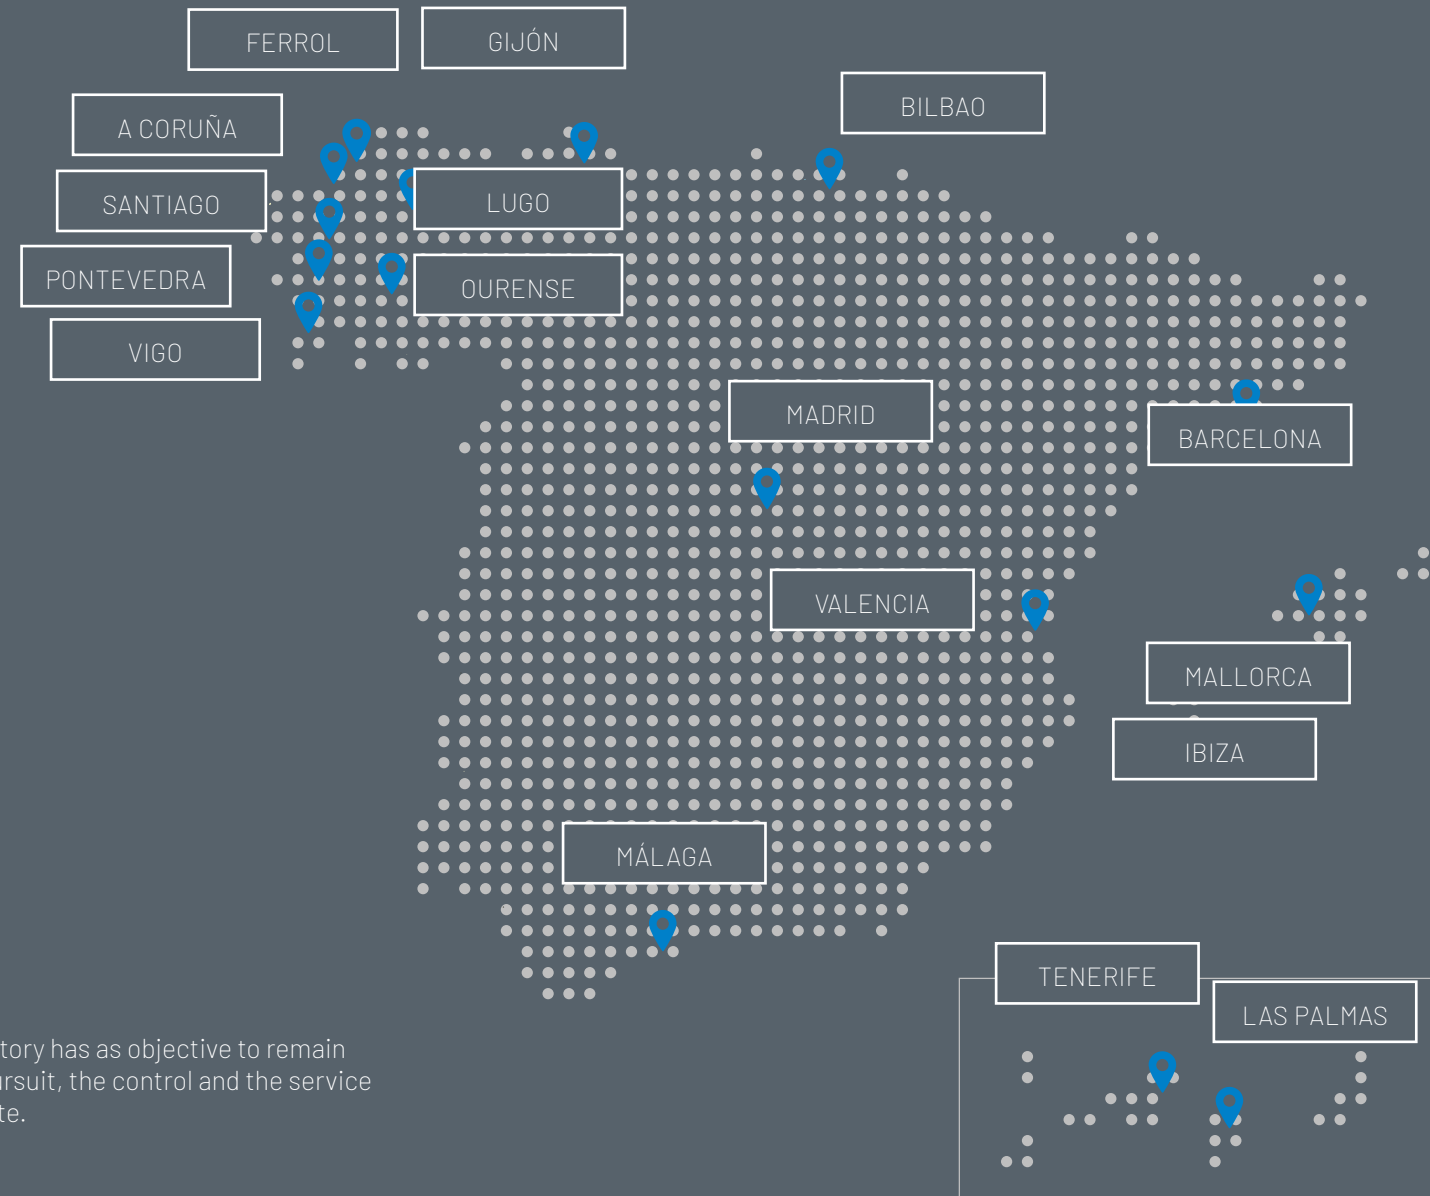 FERROL
GIJÓN
BILBAO
A CORUÑA
SANTIAGO
LUGO
PONTEVEDRA
OURENSE
VIGO
MADRID
BARCELONA
VALENCIA
MALLORCA
IBIZA
MÁLAGA
TENERIFE
LAS PALMAS
tory has as objective to remain
ursuit, the control and the service
te.